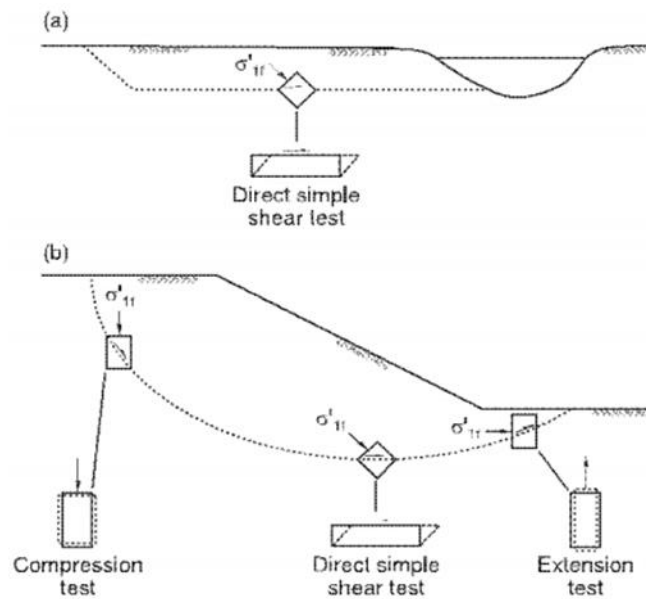 (a)
σ'1f
Direct simple
shear test
(b)
σ'1f
σ'1f
σ'1f
Compression
test
Direct simple
shear test
Extension
test